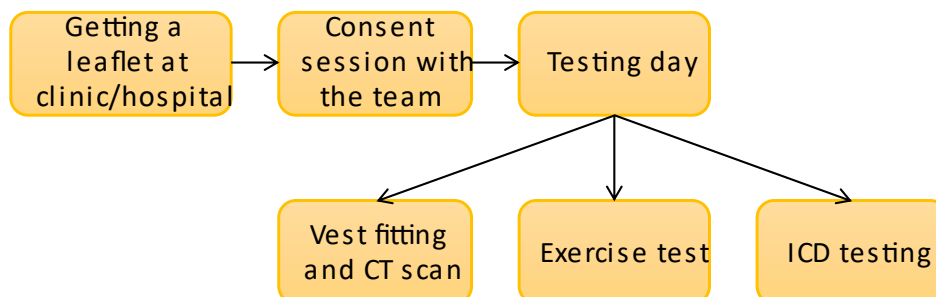 Getting a
leaflet at
clinic/hospital
Consent
session with
the team
Testing day
Vest fitting
and CT scan
Exercise test
ICD testing